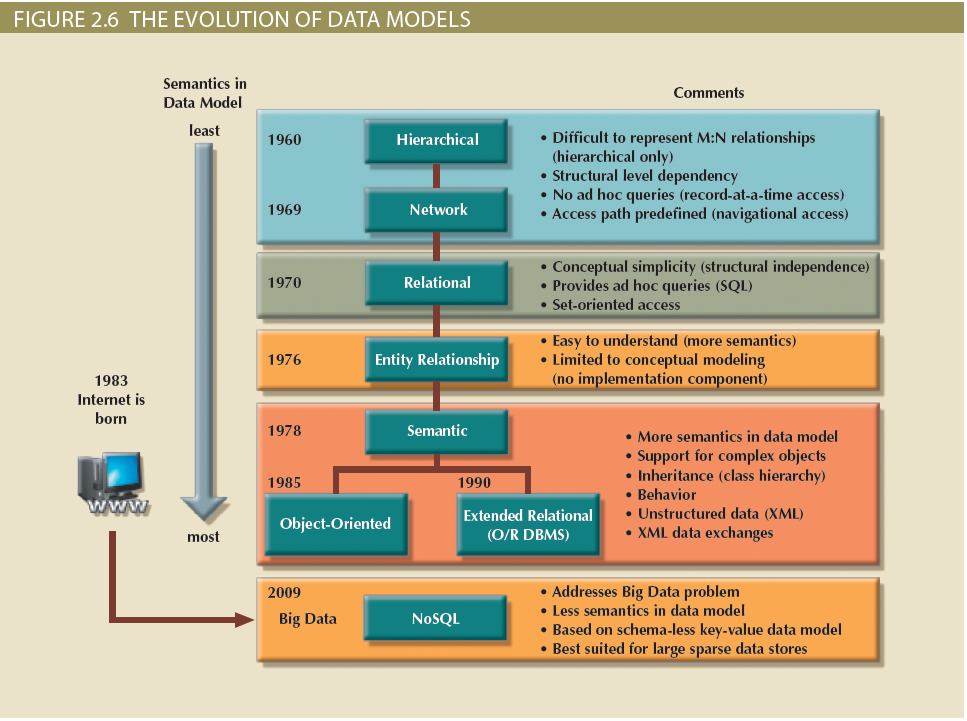 FIGURE 2.6 THE EVOLUTION OF DATA MODELS
Semantics in
Data Model
least
most
Comments
1960
Hierarchical
1969
Network
• Difficult to represent M:N relationships
(hierarchical only)
• Structural level dependency
• No ad hoc queries (record-at-a-time access)
• Access path predefined (navigational access)
1970
Relational
• Conceptual simplicity (structural independence)
• Provides ad hoc queries (SQL)
• Set-oriented access
1976
Entity Relationship
• Easy to understand (more semantics)
• Limited to conceptual modeling
(no implementation component)
1983
Internet is
born
WWW
1978
Semantic
1985
Object-Oriented
1990
Extended Relational
(O/R DBMS)
• More semantics in data model
• Support for complex objects
• Inheritance (class hierarchy)
• Behavior
• Unstructured data (XML)
• XML data exchanges
2009
Big Data
NoSQL
• Addresses Big Data problem
• Less semantics in data model
• Based on schema-less key-value data model
• Best suited for large sparse data stores